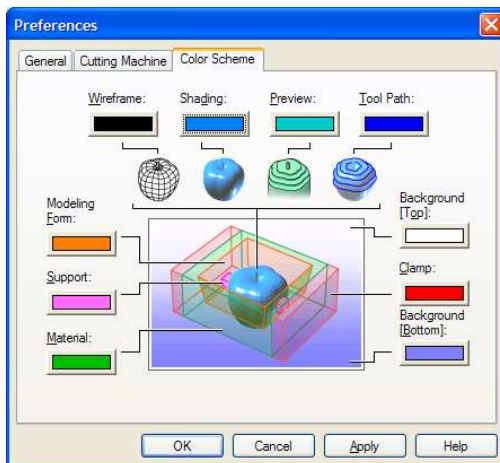 Preferences
General Cutting Machine Color Scheme
Wireframe: Shading: Preview: Tool Path:
Modeling
Form:
Background
[Top]:
Support:
Clamp:
Background
[Bottom]:
Material:
OK Cancel Apply Help